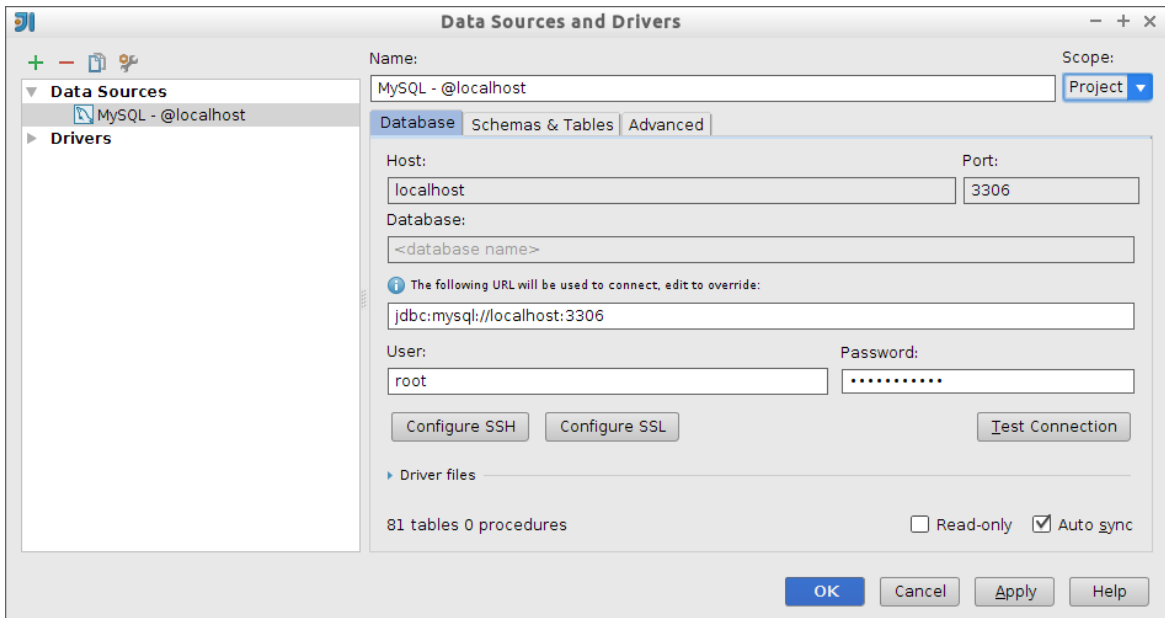 Data Sources and Drivers
Name:
Scope:
MySQL - @localhost
Project
Data Sources
MySQL - @localhost
Drivers
Database Schemas & Tables Advanced
Host:
Port:
localhost
3306
Database:
<database name>
The following URL will be used to connect, edit to override:
jdbc:mysql://localhost:3306
User:
Password:
root
•••••••••••
Configure SSH Configure SSL Test Connection
Driver files
81 tables 0 procedures
Read-only Auto sync
OK Cancel Apply Help